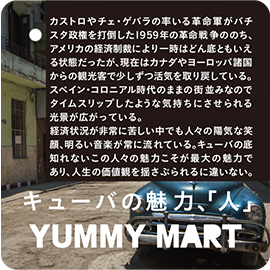 カストロやチェ・ゲバラの率いる革命軍がバチ
スタ政権を打倒した1959年の革命戦争ののち、
アメリカの経済制裁により一時はどん底ともいえ
る状態だったが、現在はカナダやヨーロッパ諸国
からの観光客で少しずつ活気を取り戻している。
スペイン・コロニアル時代のままの街並みなので
タイムスリップしたような気持ちにさせられる
光景が広がっている。
経済状況が非常に苦しい中でも人々の陽気な笑
顔、明るい音楽が常に流れている。キューバの底
知れないこの人々の魅力こそが最大の魅力で
あり、人生の価値観を揺さぶられるに違いない。
キューバの魅力、「人」
YUMMY MART